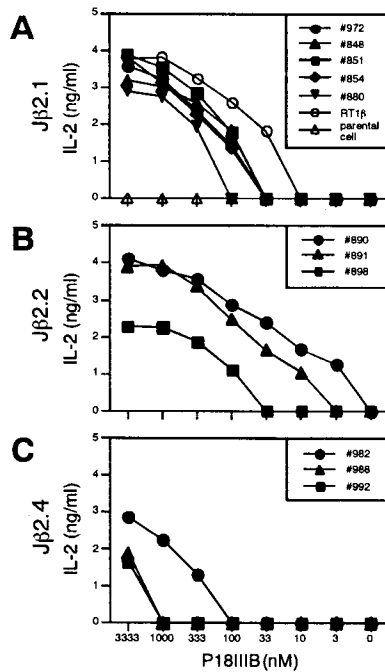 A
Jβ2.1
IL-2 (ng/ml)
5
4
3
2
1
0
#972
#848
#851
#854
#880
RT1β
parental
cell
B
Jβ2.2
IL-2 (ng/ml)
5
4
3
2
1
0
#890
#891
#898
C
Jβ2.4
IL-2 (ng/ml)
5
4
3
2
1
0
#982
#988
#992
3333 1000 333 100 33 10 3 0
P18IIIB(nM)